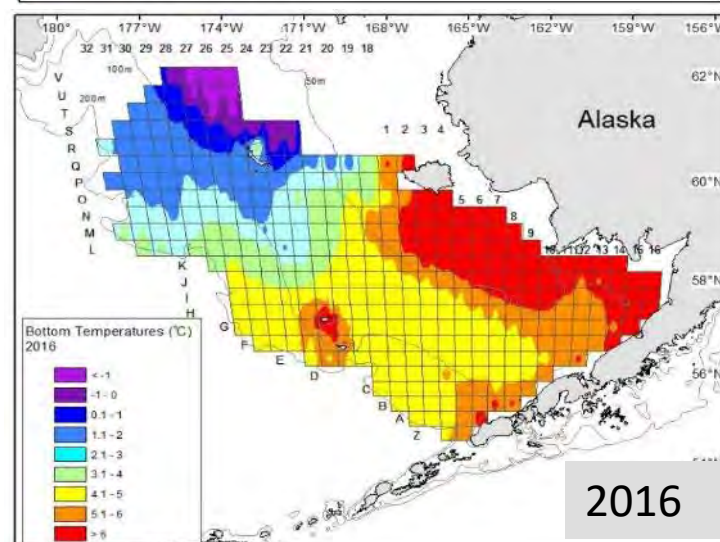 180° 177°W 174°W 171°W 168°W 165°W 162°W 159°W 156°W
32 31 30 29 28 27 26 25 24 23 22 21 20 19 18
100m
50m
62°N
V
U
200m
T
S
1 2 3 4
Alaska
R
Q
60°N
P
O
5 6 7
N
8
M
9
L
10 11 12 13 14 15 16
K
58°N
J
I
H
G
Bottom Temperatures (°C)
2016
F
E
D
56°N
C
B
A
Z
< -1
-1 - 0
0.1 - 1
1.1 - 2
2.1 - 3
3.1 - 4
4.1 - 5
5.1 - 6
> 6
2016